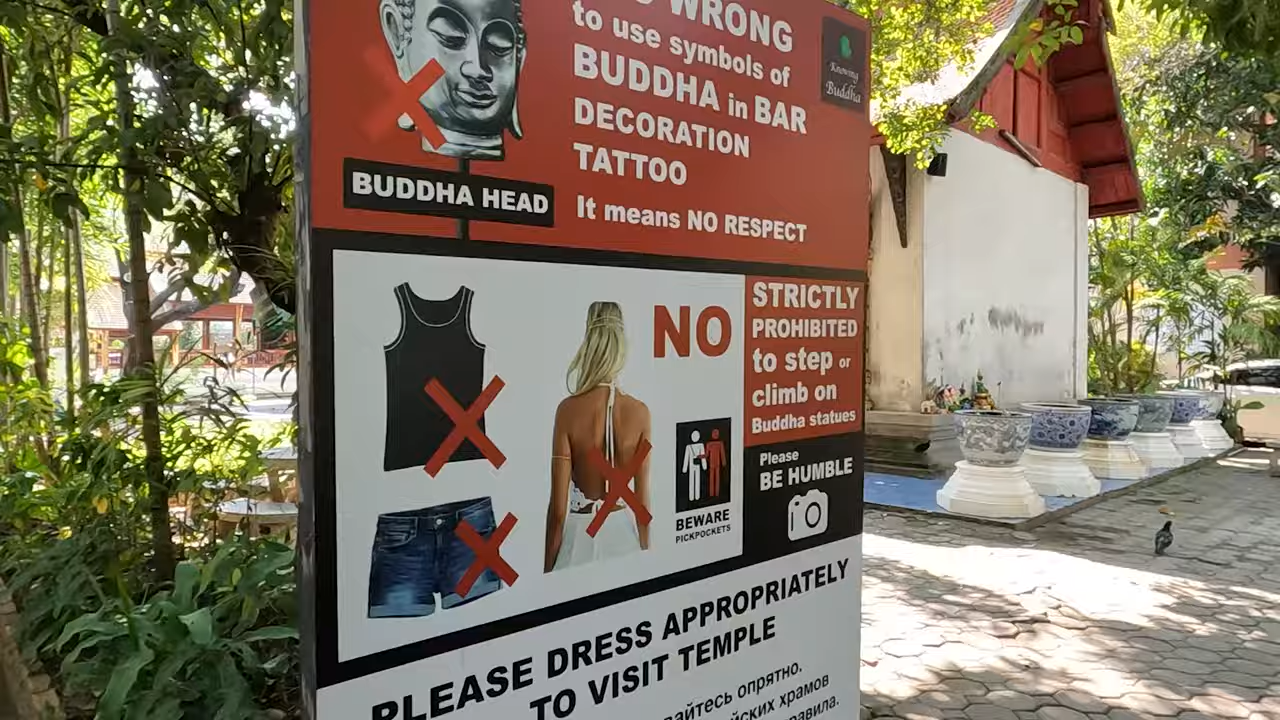 WRONG
to use symbols of
BUDDHA in BAR
DECORATION
TATTOO
It means NO RESPECT
Knowing
Buddha
BUDDHA HEAD
NO
BEWARE
PICKPOCKETS
STRICTLY
PROHIBITED
to step or
climb on
Buddha statues
Please
BE HUMBLE
PLEASE DRESS APPROPRIATELY
TO VISIT TEMPLE
опрятно.
храмов